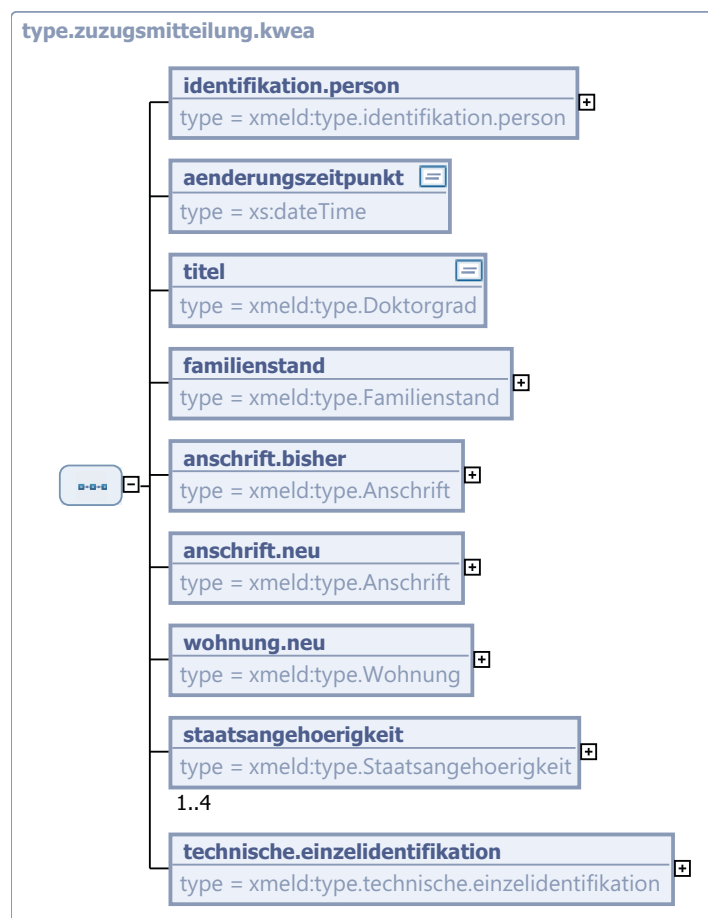 type.zuzugsmitteilung.kwea
identifikation.person
type = xmeld:type.identifikation.person
aenderungszeitpunkt
type = xs:dateTime
titel
type = xmeld:type.Doktorgrad
familienstand
type = xmeld:type.Familienstand
anschrift.bisher
type = xmeld:type.Anschrift
anschrift.neu
type = xmeld:type.Anschrift
wohnung.neu
type = xmeld:type.Wohnung
staatsangehoerigkeit
type = xmeld:type.Staatsangehoerigkeit
1..4
technische.einzelidentifikation
type = xmeld:type.technische.einzelidentifikation